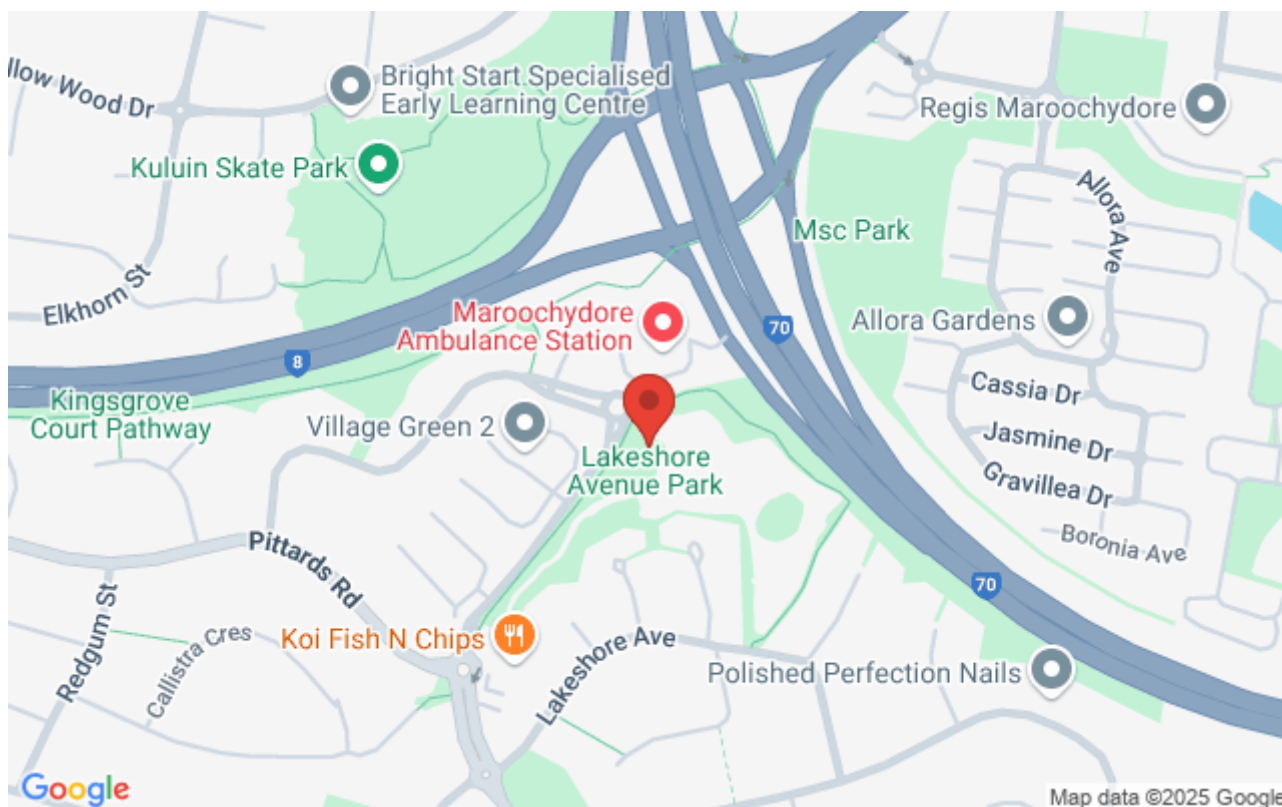 llow Wood Dr
Bright Start Specialised
Early Learning Centre
Regis Maroochydore
Kuluin Skate Park
Allora Ave
Msc Park
Elkhorn St
Maroochydore
Ambulance Station
Allora Gardens
70
8
Cassia Dr
Kingsgrove
Court Pathway
Village Green 2
Jasmine Dr
Lakeshore
Avenue Park
Gravillea Dr
Boronia Ave
Pittards Rd
70
Redgum St
Callistra Cres
Koi Fish N Chips
Lakeshore Ave
Polished Perfection Nails
Google
Map data ©2025 Google